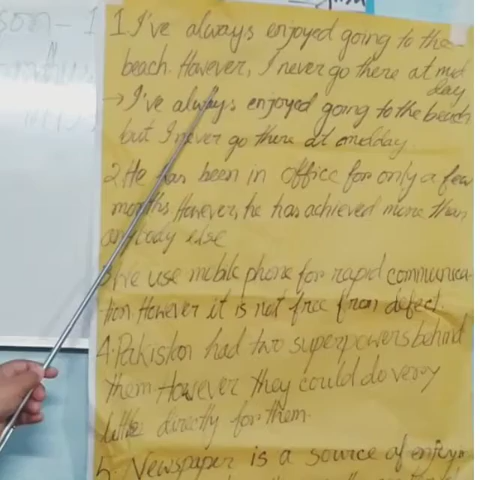 son - 1
1 I've always enjoyed going to the
beach. However, I never go there at mid
day
→ I've always enjoyed going to the beach
but I never go there at midday
2. He has been in office for only a few
months However, he has achieved more than
anybody else
3. We use mobile phone for rapid communica-
tion. However it is not free from defect.
4. Pakistan had two superpowers behind
them However they could do very
little directly for them.
5. Newspaper is a source of enjoy-